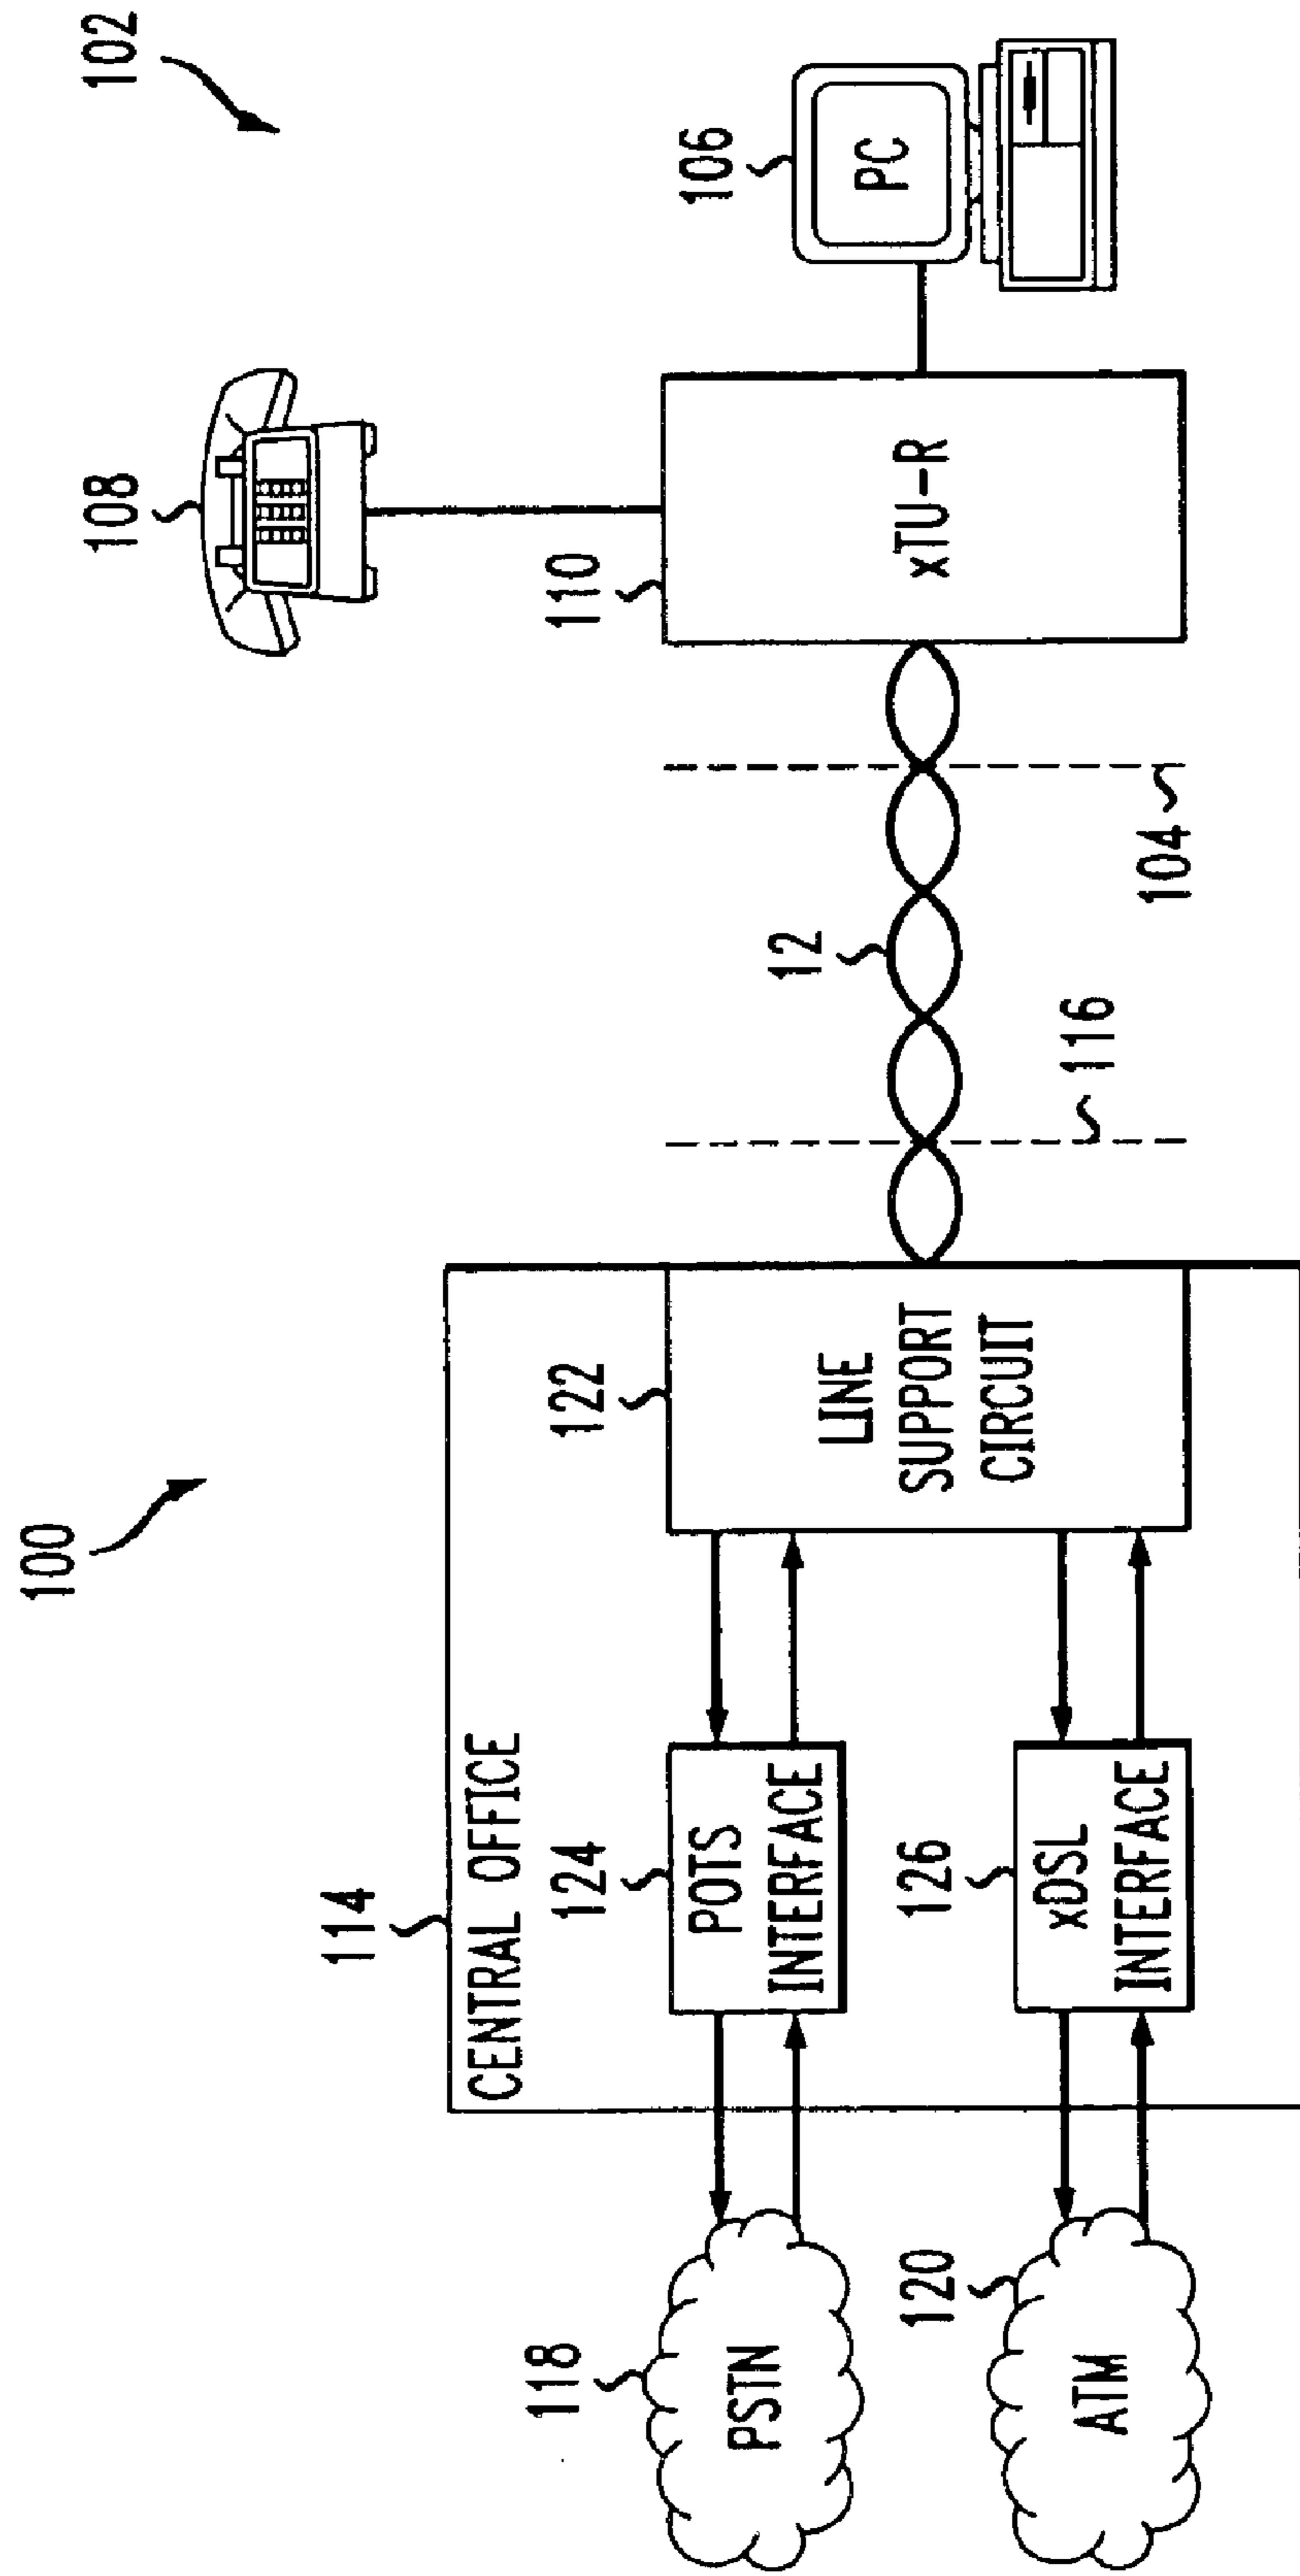 100
102
114
CENTRAL OFFICE
118
PSTN
124
POTS
INTERFACE
122
LINE
SUPPORT
CIRCUIT
120
ATM
126
xDSL
INTERFACE
116
12
104
110
xTU-R
108
106
PC